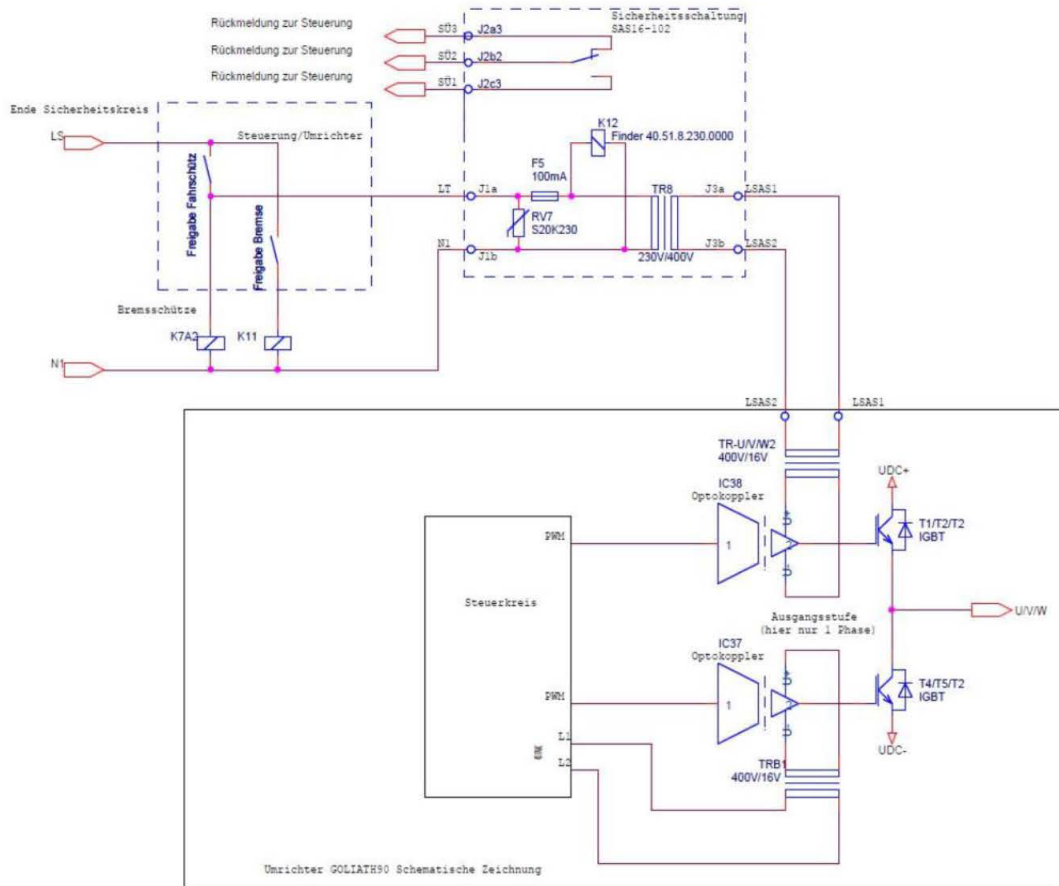 Rückmeldung zur Steuerung
SÜ3
J2a3
Sicherheitsschaltung
SAS16-102
Rückmeldung zur Steuerung
SÜ2
J2b2
Rückmeldung zur Steuerung
SÜ1
J2c3
Ende Sicherheitskreis
LS
Steuerung/Umrichter
K12
Finder 40.51.8.230.0000
Freigabe Fahrschütz
Freigabe Bremse
LT
J1a
F5
100mA
TR8
J3a
LSAS1
RV7
S20K230
N1
J1b
230V/400V
J3b
LSAS2
Bremsschütze
K7A2
K11
N1
LSAS2
LSAS1
TR-U/V/W2
400V/16V
UDC+
IC38
Optokoppler
U+
T1/T2/T2
IGBT
PWM
1
2
U-
Steuerkreis
Ausgangsstufe
(hier nur 1 Phase)
U/V/W
IC37
Optokoppler
U+
T4/T5/T2
IGBT
PWM
1
2
U-
L1
L2
UDC-
TRB1
400V/16V
Umrichter GOLIATH90 Schematische Zeichnung